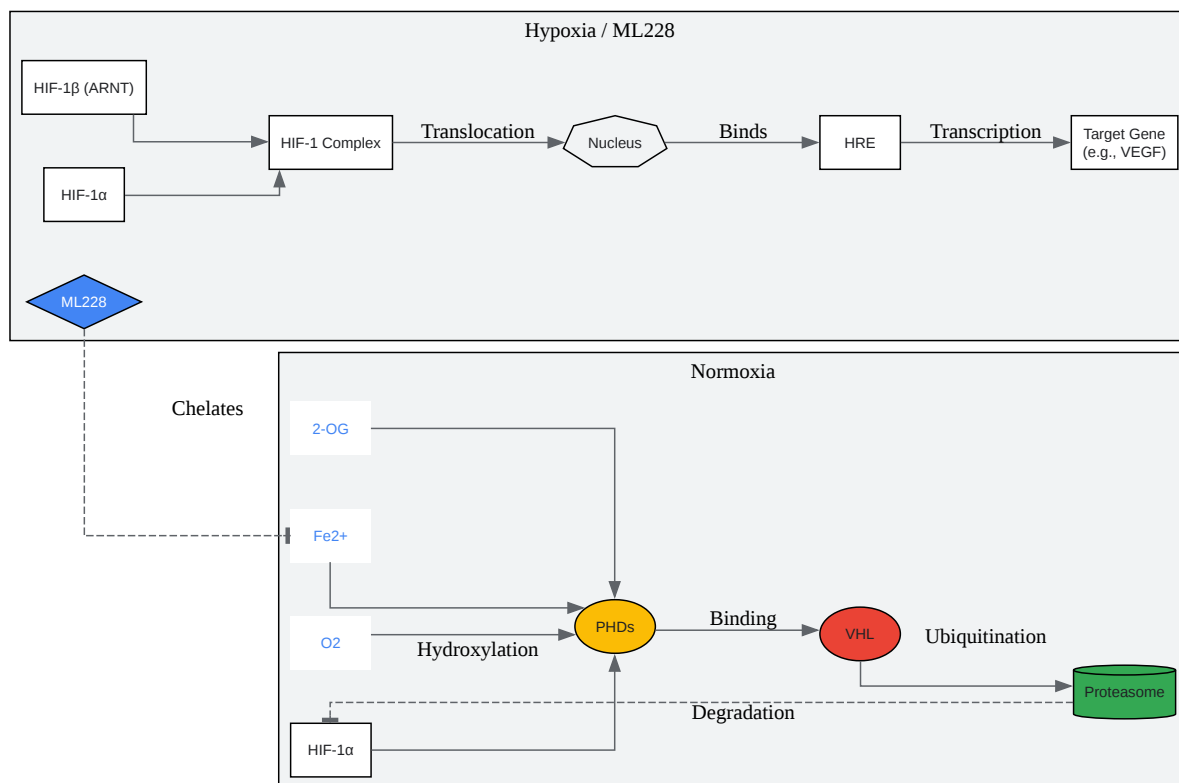 Hypoxia / ML228
HIF-1β (ARNT)
HIF-1 Complex
Translocation
Nucleus
Binds
HRE
Transcription
Target Gene
(e.g., VEGF)
HIF-1α
ML228
Normoxia
Chelates
2-OG
Fe2+
O2
Hydroxylation
PHDs
Binding
VHL
Ubiquitination
Proteasome
Degradation
HIF-1α